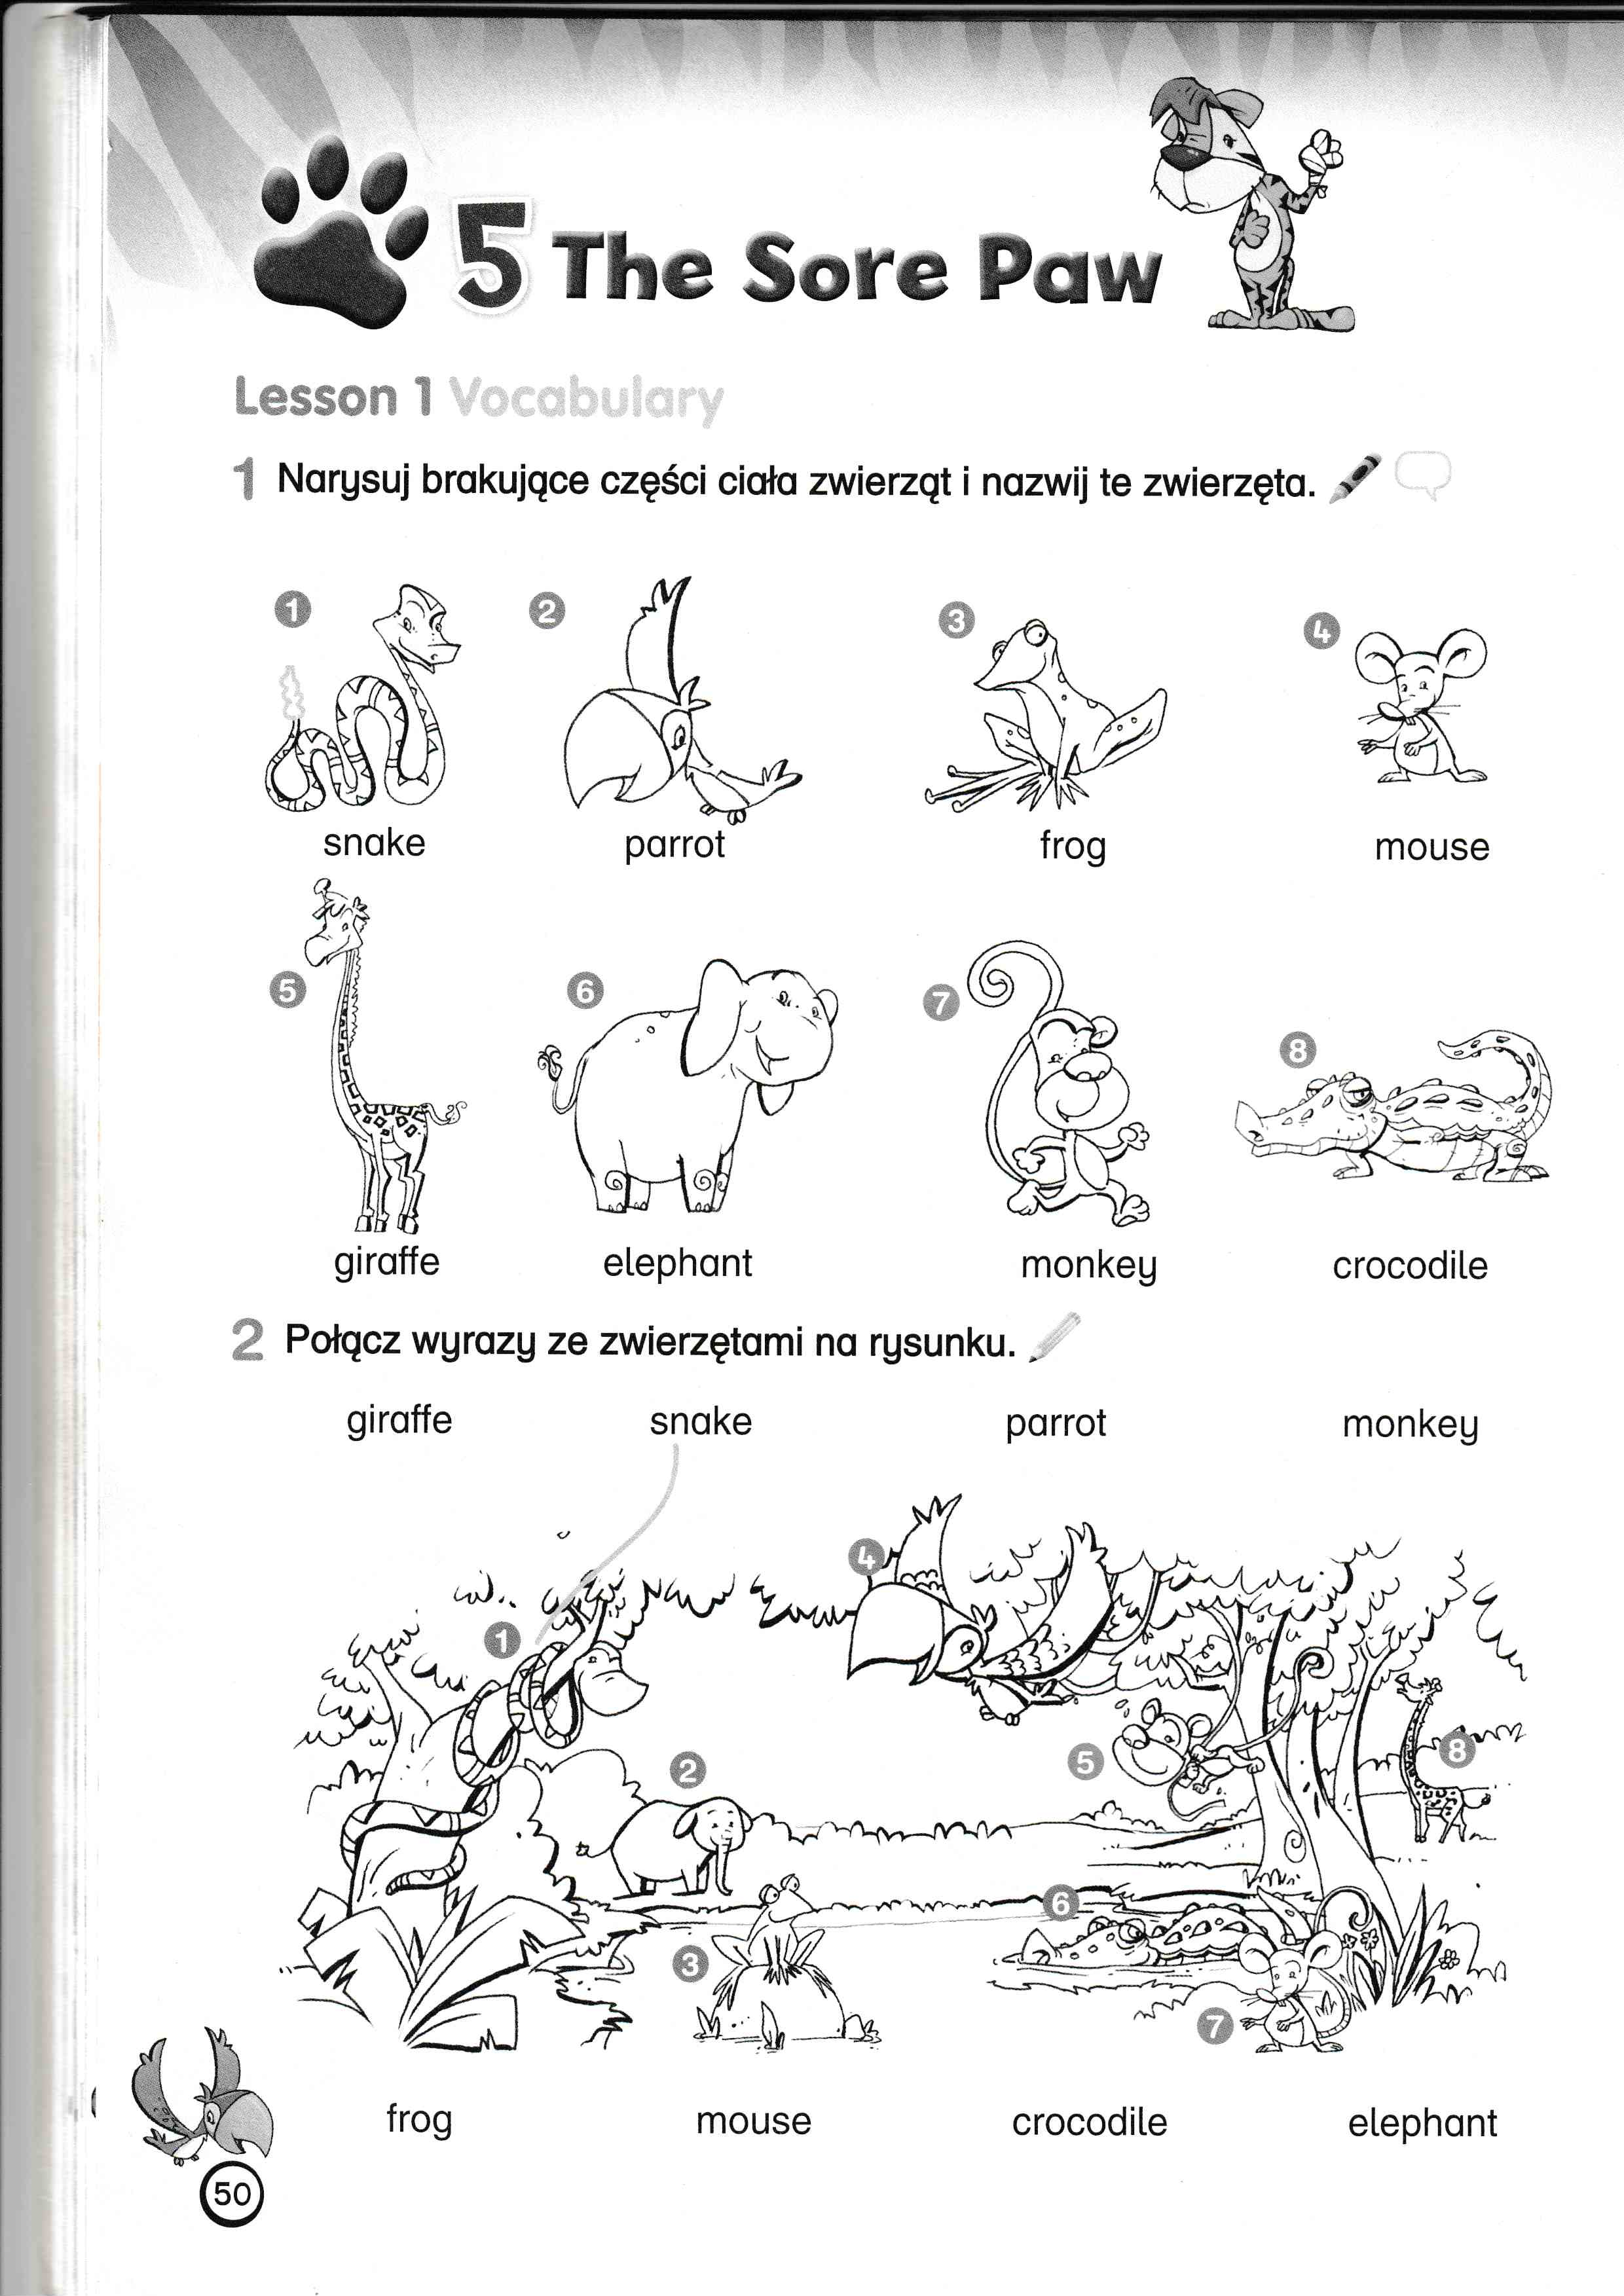 5 The Sore Paw
Lesson 1 Vocabulary
1 Narysuj brakujące części ciała zwierząt i nazwij te zwierzęta.
1 2 3 4
snake parrot frog mouse
5 6 7 8
giraffe elephant monkey crocodile
2 Połącz wyrazy ze zwierzętami na rysunku.
giraffe snake parrot monkey
4
1
5 8
2
6
3
7
frog mouse crocodile elephant
50